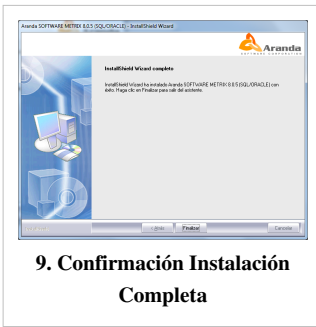 Aranda SOFTWARE METRIX 8.0.5 (SQL/ORACLE) - InstallShield Wizard
Aranda
SOFTWARE CORPORATION
InstallShield Wizard completo
InstallShield Wizard ha instalado Aranda SOFTWARE METRIX 8.0.5 (SQL/ORACLE) con
éxito. Haga clic en Finalizar para salir del asistente.
< Atrás
Finalizar
Cancelar
9. Confirmación Instalación
Completa